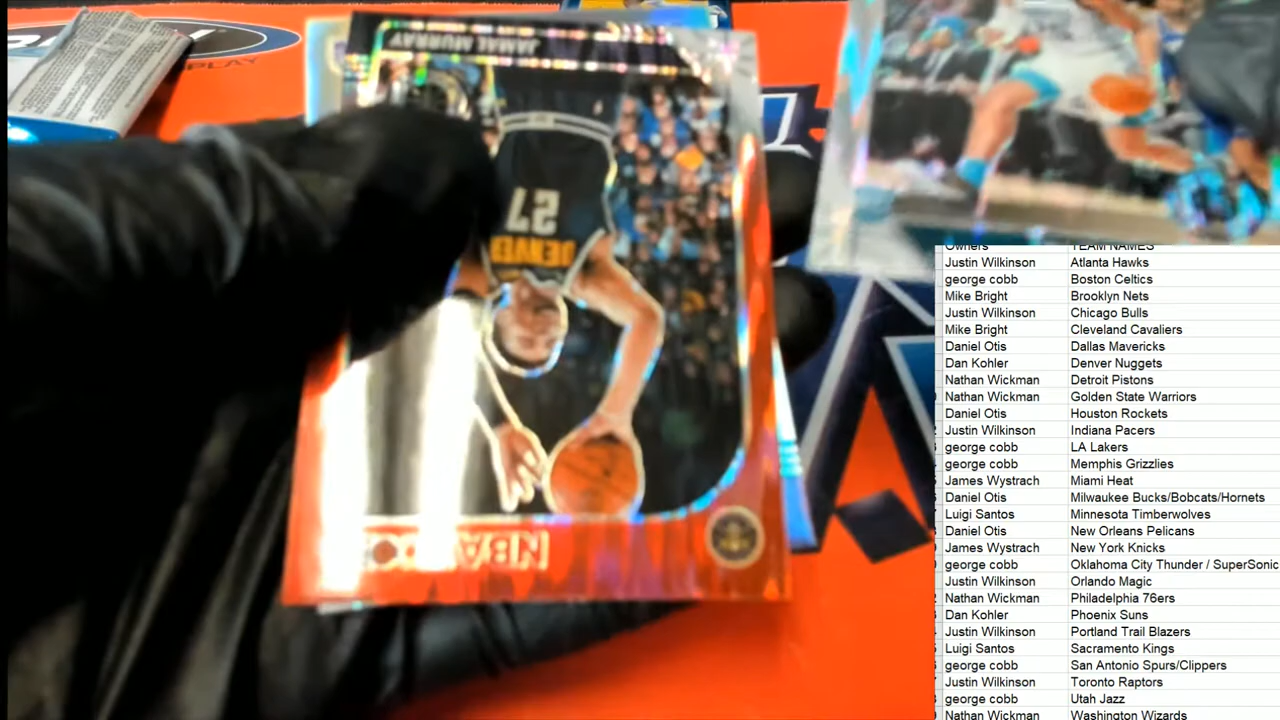 PLAY
JAMAL MURRAY
27
DENVER
NBA HOO
Owners TEAM NAMES
Justin Wilkinson Atlanta Hawks
george cobb Boston Celtics
Mike Bright Brooklyn Nets
Justin Wilkinson Chicago Bulls
Mike Bright Cleveland Cavaliers
Daniel Otis Dallas Mavericks
Dan Kohler Denver Nuggets
Nathan Wickman Detroit Pistons
Nathan Wickman Golden State Warriors
Daniel Otis Houston Rockets
Justin Wilkinson Indiana Pacers
george cobb LA Lakers
george cobb Memphis Grizzlies
James Wystrach Miami Heat
Daniel Otis Milwaukee Bucks/Bobcats/Hornets
Luigi Santos Minnesota Timberwolves
Daniel Otis New Orleans Pelicans
James Wystrach New York Knicks
george cobb Oklahoma City Thunder / SuperSonic
Justin Wilkinson Orlando Magic
Nathan Wickman Philadelphia 76ers
Dan Kohler Phoenix Suns
Justin Wilkinson Portland Trail Blazers
Luigi Santos Sacramento Kings
george cobb San Antonio Spurs/Clippers
Justin Wilkinson Toronto Raptors
george cobb Utah Jazz
Nathan Wickman Washington Wizards